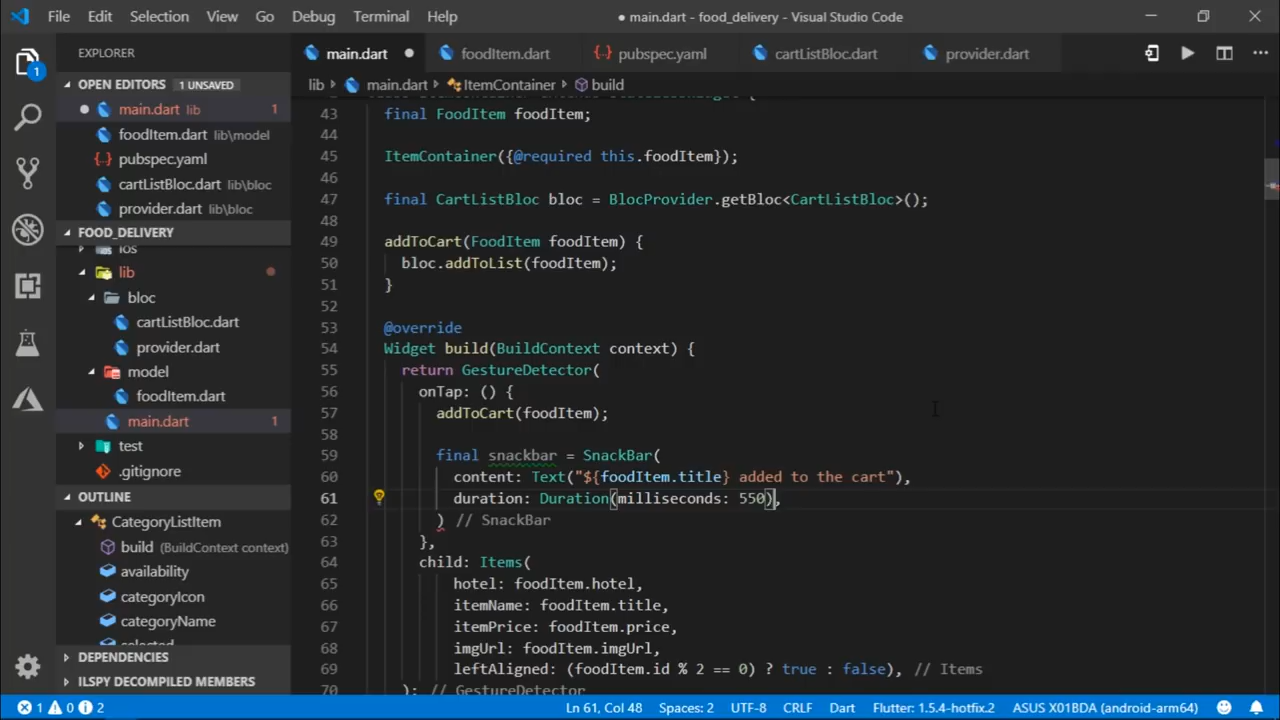 File Edit Selection View Go Debug Terminal Help ● main.dart - food_delivery - Visual Studio Code
EXPLORER
OPEN EDITORS 1 UNSAVED
main.dart lib 1
foodItem.dart lib\model
pubspec.yaml
cartListBloc.dart lib\bloc
provider.dart lib\bloc
FOOD_DELIVERY
ios
lib
bloc
cartListBloc.dart
provider.dart
model
foodItem.dart
main.dart 1
test
.gitignore
OUTLINE
CategoryListItem
build (BuildContext context)
availability
categoryIcon
categoryName
selected
DEPENDENCIES
ILSPY DECOMPILED MEMBERS
1
main.dart foodItem.dart pubspec.yaml cartListBloc.dart provider.dart
lib main.dart ItemContainer build
43 final FoodItem foodItem;
44
45 ItemContainer({@required this.foodItem});
46
47 final CartListBloc bloc = BlocProvider.getBloc<CartListBloc>();
48
49 addToCart(FoodItem foodItem) {
50 bloc.addToList(foodItem);
51 }
52
53 @override
54 Widget build(BuildContext context) {
55 return GestureDetector(
56 onTap: () {
57 addToCart(foodItem);
58
59 final snackbar = SnackBar(
60 content: Text("${foodItem.title} added to the cart"),
61 duration: Duration(milliseconds: 550),
62 ) // SnackBar
63 },
64 child: Items(
65 hotel: foodItem.hotel,
66 itemName: foodItem.title,
67 itemPrice: foodItem.price,
68 imgUrl: foodItem.imgUrl,
69 leftAligned: (foodItem.id % 2 == 0) ? true : false), // Items
70 ); // GestureDetector
1 0 2 Ln 61, Col 48 Spaces: 2 UTF-8 CRLF Dart Flutter: 1.5.4-hotfix.2 ASUS X01BDA (android-arm64)